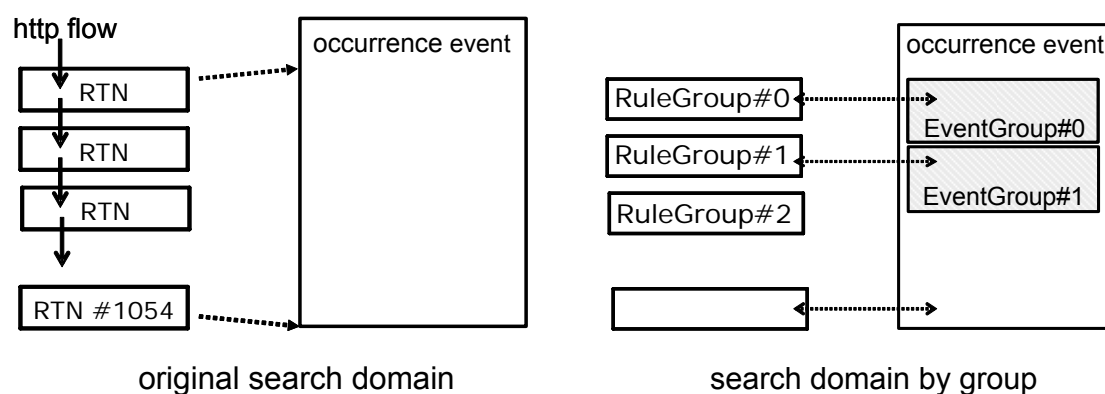 http flow
RTN
RTN
RTN
RTN #1054
occurrence event
original search domain
RuleGroup#0
RuleGroup#1
RuleGroup#2
occurrence event
EventGroup#0
EventGroup#1
search domain by group